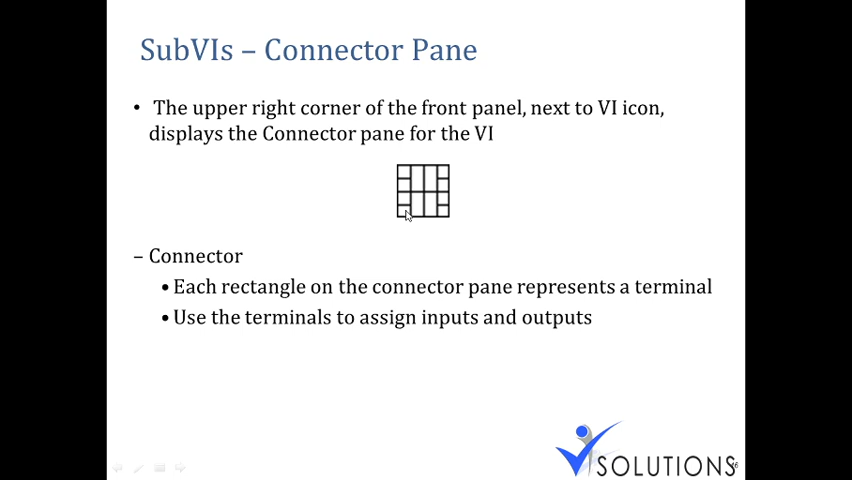 SubVIs – Connector Pane
• The upper right corner of the front panel, next to VI icon,
displays the Connector pane for the VI
– Connector
• Each rectangle on the connector pane represents a terminal
• Use the terminals to assign inputs and outputs
VI SOLUTIONS